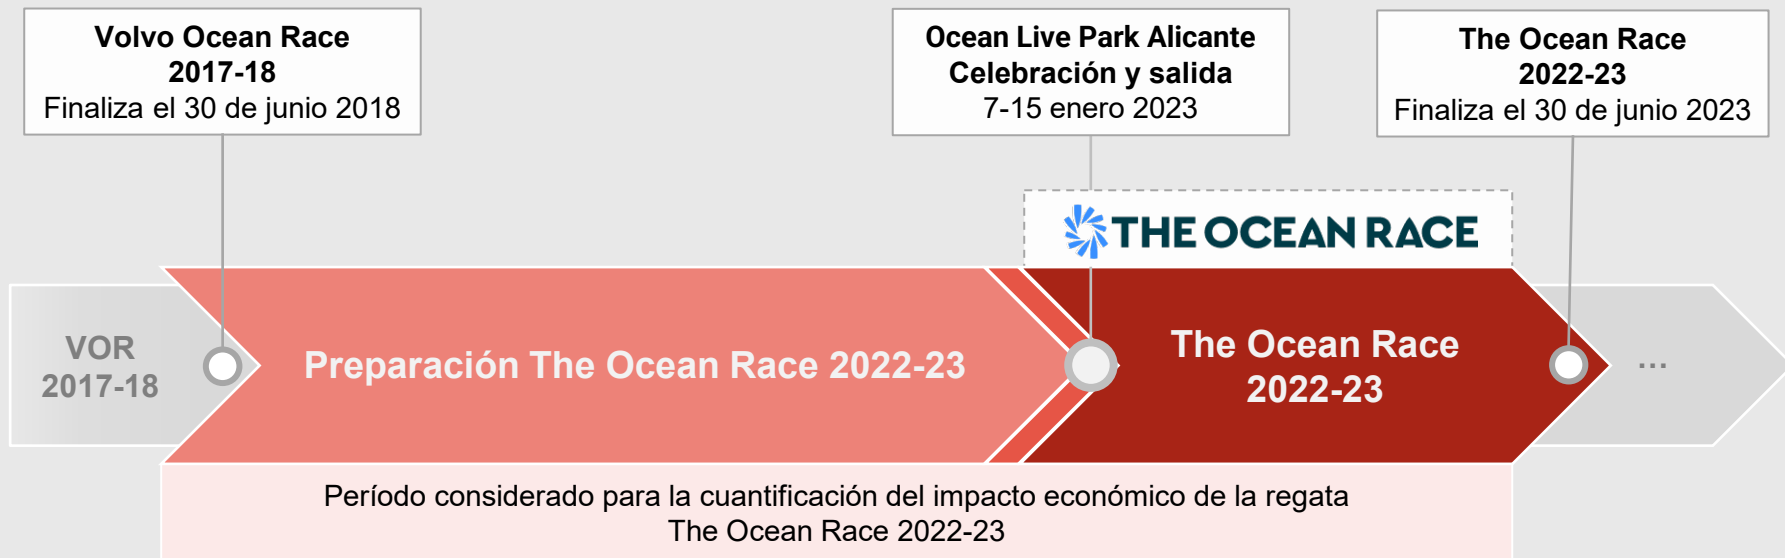 Volvo Ocean Race
2017-18
Finaliza el 30 de junio 2018
Ocean Live Park Alicante
Celebración y salida
7-15 enero 2023
The Ocean Race
2022-23
Finaliza el 30 de junio 2023
THE OCEAN RACE
VOR
2017-18
Preparación The Ocean Race 2022-23
The Ocean Race
2022-23
...
Período considerado para la cuantificación del impacto económico de la regata
The Ocean Race 2022-23